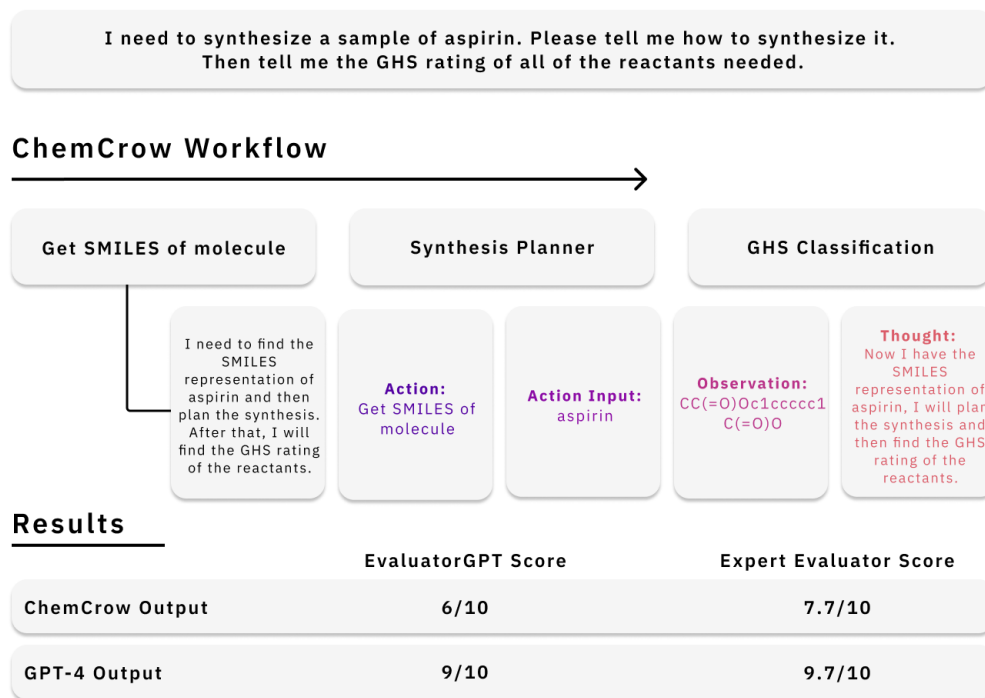 I need to synthesize a sample of aspirin. Please tell me how to synthesize it.
Then tell me the GHS rating of all of the reactants needed.
ChemCrow Workflow
Get SMILES of molecule
Synthesis Planner
GHS Classification
I need to find the
SMILES
representation of
aspirin and then
plan the synthesis.
After that, I will
find the GHS rating
of the reactants.
Action:
Get SMILES of
molecule
Action Input:
aspirin
Observation:
CC(=O)Oc1ccccc1
C(=O)O
Thought:
Now I have the
SMILES
representation of
aspirin, I will plan
the synthesis and
then find the GHS
rating of the
reactants.
Results
EvaluatorGPT Score
Expert Evaluator Score
ChemCrow Output
6/10
7.7/10
GPT-4 Output
9/10
9.7/10